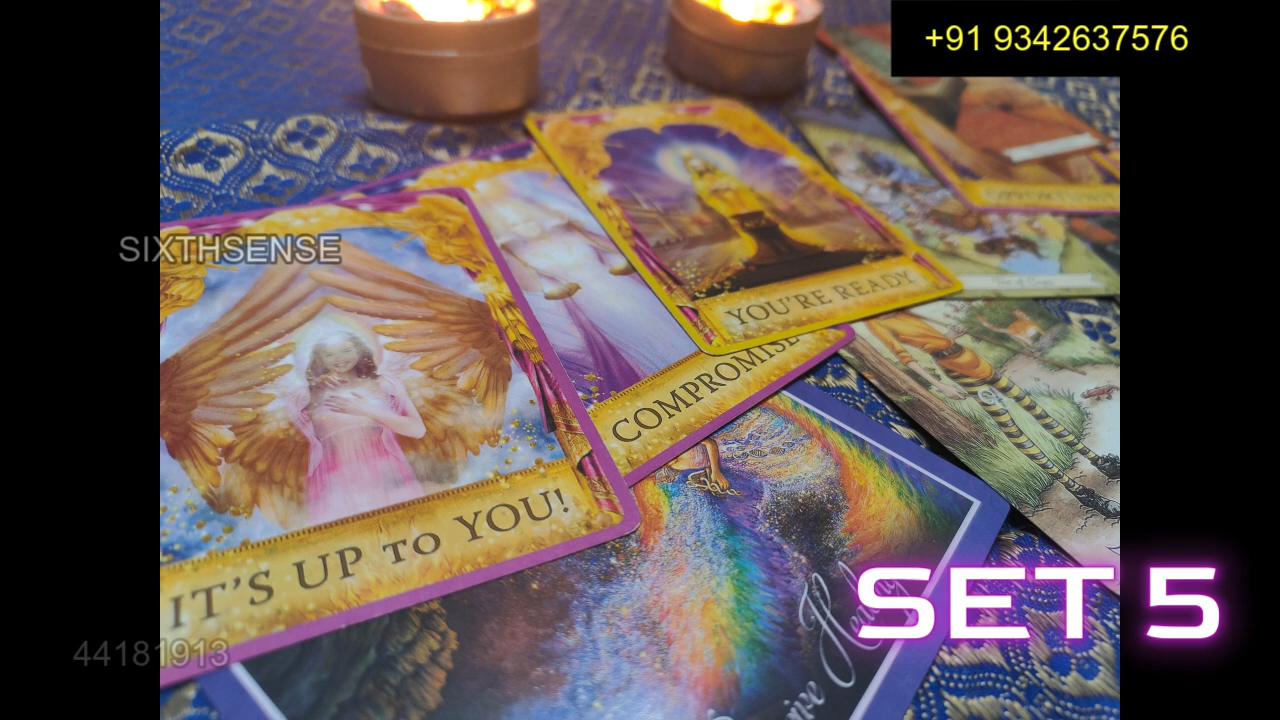 +91 9342637576
YOU'RE READY
SIXTHSENSE
COMPROMISE
IT'S UP TO YOU!
SET 5
44181913